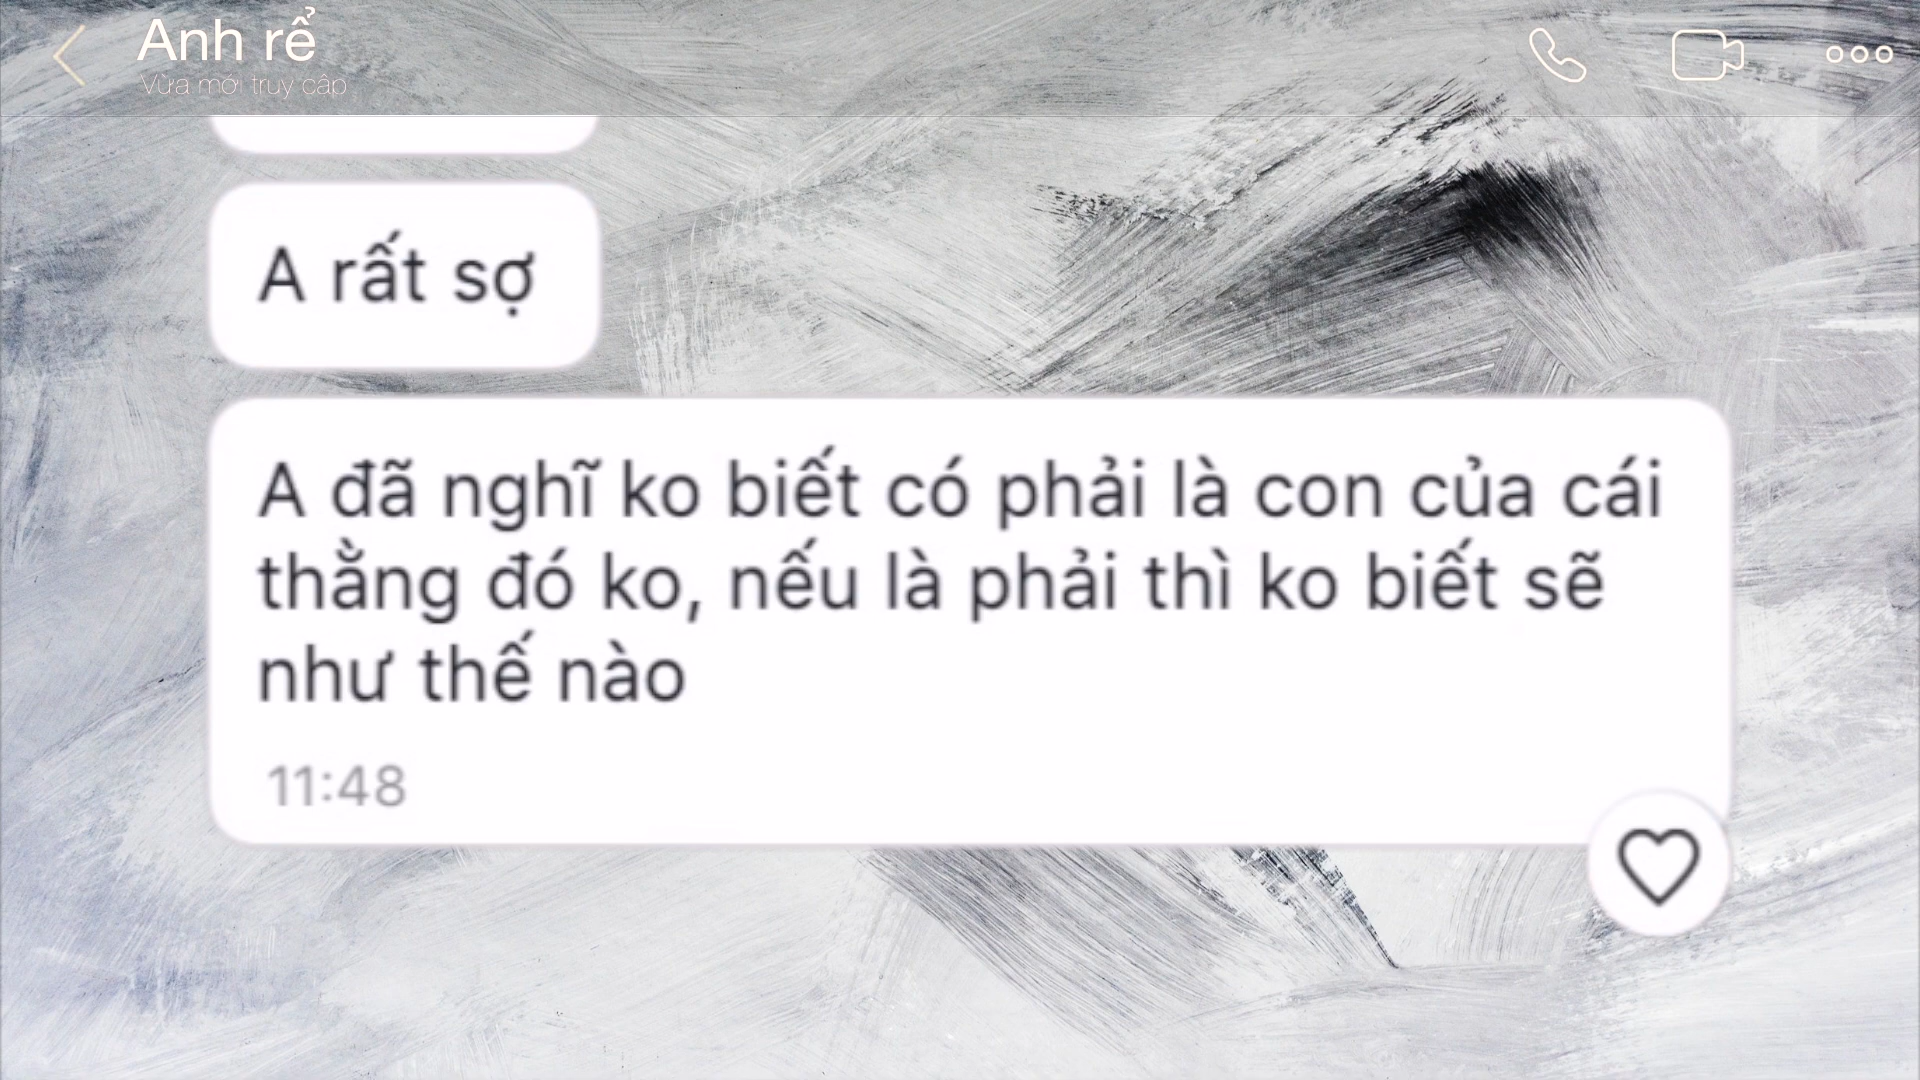 Anh rể
Vừa mới truy cập
A rất sợ
A đã nghĩ ko biết có phải là con của cái
thằng đó ko, nếu là phải thì ko biết sẽ
như thế nào
11:48